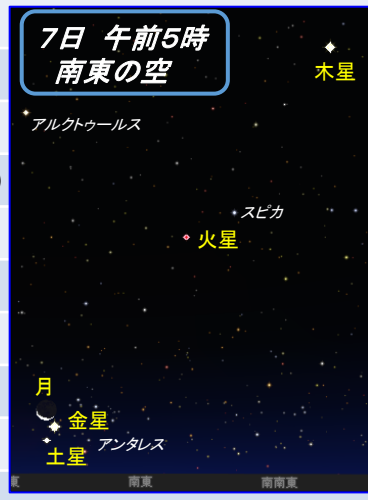 7日 午前5時
南東の空
木星
アルクトゥールス
スピカ
火星
月
金星
アンタレス
土星
東
南東
南南東